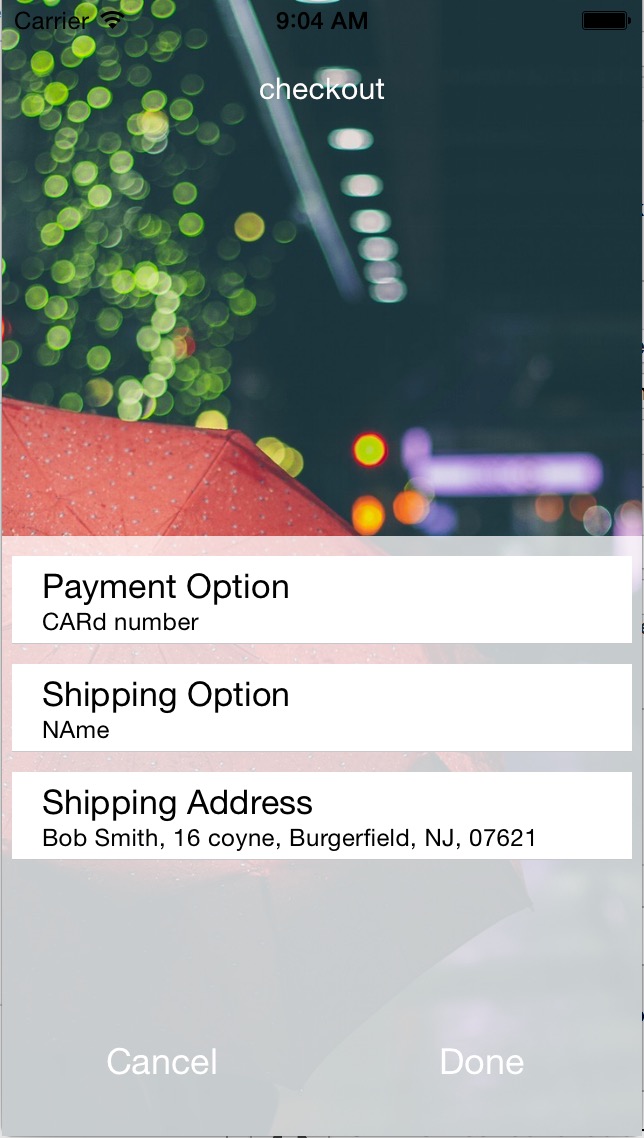 Carrier 9:04 AM
checkout
Payment Option
CARd number
Shipping Option
NAme
Shipping Address
Bob Smith, 16 coyne, Burgerfield, NJ, 07621
Cancel Done